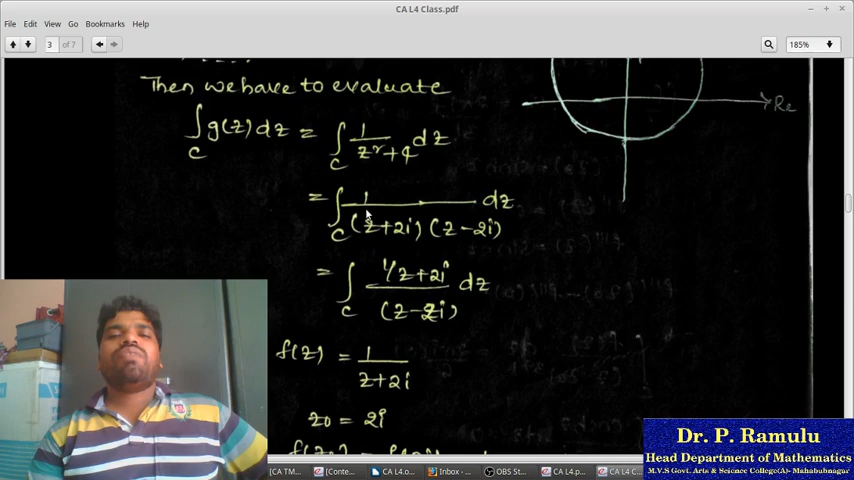 CA L4 Class.pdf
File Edit View Go Bookmarks Help
3 of 7 185%
Then we have to evaluate
∫_C g(z) dz = ∫_C 1/(z²+4) dz
Re
= ∫_C 1/((z+2i)(z-2i)) dz
= ∫_C (1/z+2i)/(z-2i) dz
f(z) = 1/(z+2i)
z0 = 2i
Dr. P. Ramulu
Head Department of Mathematics
M.V.S Govt. Arts & Science College(A)- Mahabubnagar
[CA TM... [Conte... CA L4.o... Inbox - ... OBS St... CA L4.p... CA L4 C...